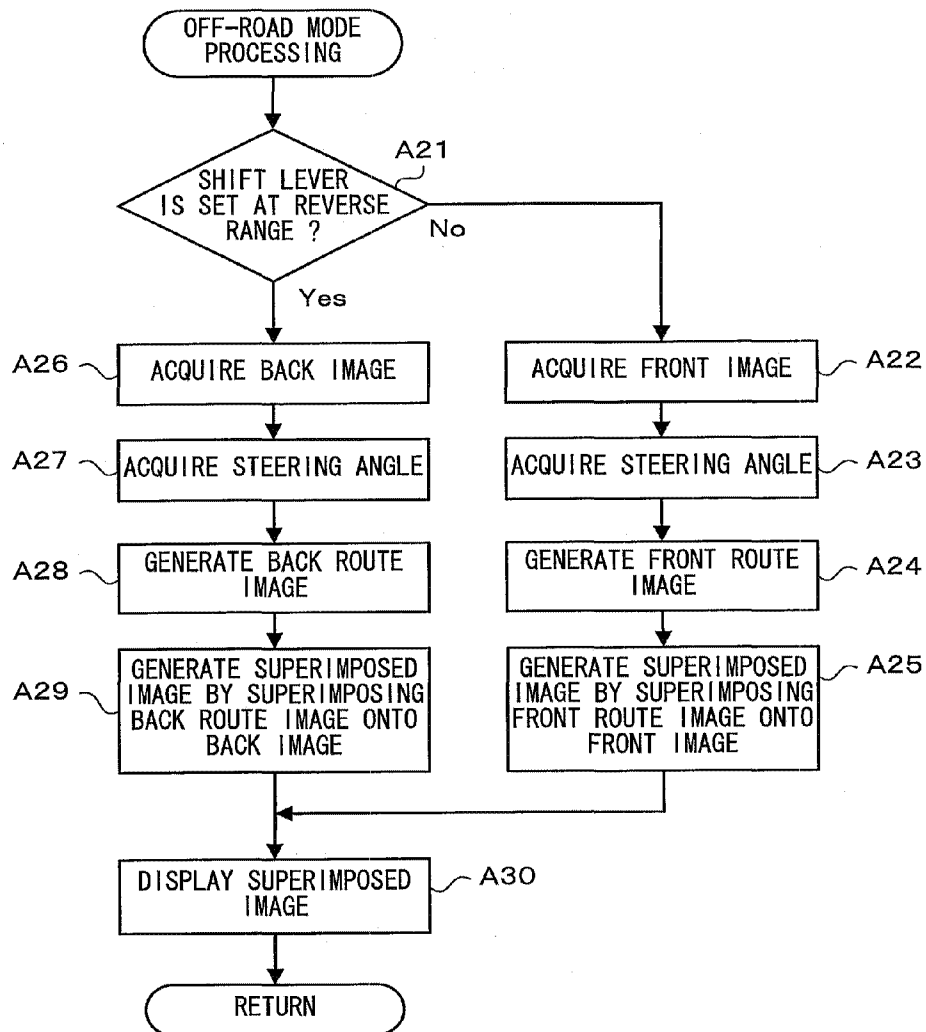 OFF-ROAD MODE
PROCESSING
A21
SHIFT LEVER
IS SET AT REVERSE
RANGE ?
No
Yes
A26
ACQUIRE BACK IMAGE
ACQUIRE FRONT IMAGE
A22
A27
ACQUIRE STEERING ANGLE
ACQUIRE STEERING ANGLE
A23
A28
GENERATE BACK ROUTE
IMAGE
GENERATE FRONT ROUTE
IMAGE
A24
A29
GENERATE SUPERIMPOSED
IMAGE BY SUPERIMPOSING
BACK ROUTE IMAGE ONTO
BACK IMAGE
GENERATE SUPERIMPOSED
IMAGE BY SUPERIMPOSING
FRONT ROUTE IMAGE ONTO
FRONT IMAGE
A25
DISPLAY SUPERIMPOSED
IMAGE
A30
RETURN